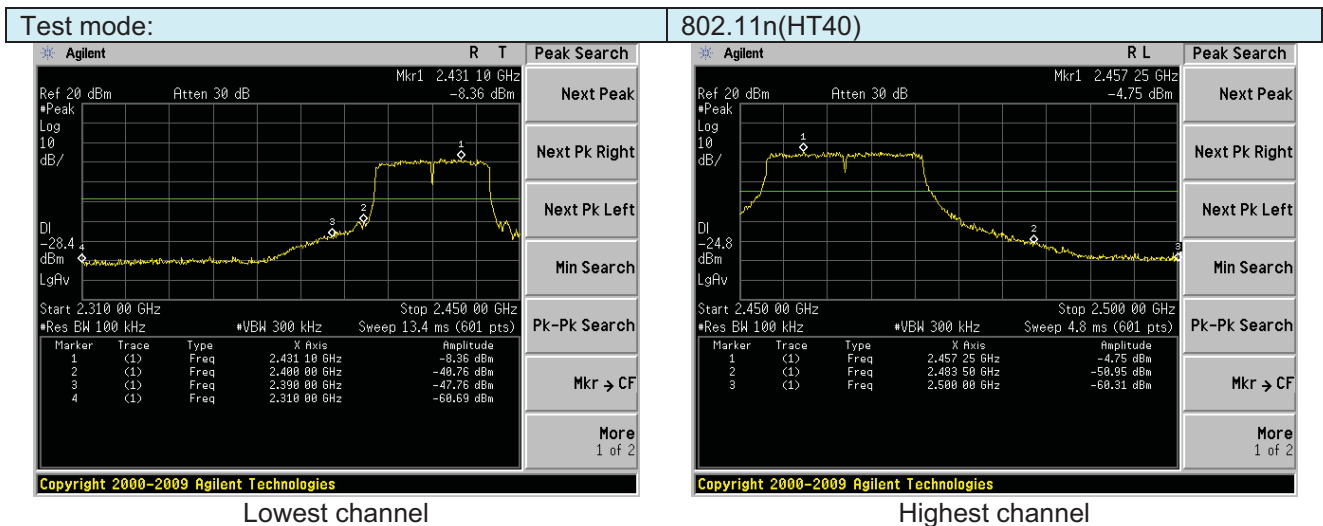 Test mode: 802.11n(HT40)
Agilent R T Peak Search
Mkr1 2.431 10 GHz
Ref 20 dBm Atten 30 dB -8.36 dBm
#Peak
Log
10
dB/
1
2
3
4
DI
-28.4
dBm
LgAv
Start 2.310 00 GHz Stop 2.450 00 GHz
#Res BW 100 kHz #VBW 300 kHz Sweep 13.4 ms (601 pts)
Marker Trace Type X Axis Amplitude
1 (1) Freq 2.431 10 GHz -8.36 dBm
2 (1) Freq 2.400 00 GHz -40.76 dBm
3 (1) Freq 2.390 00 GHz -47.76 dBm
4 (1) Freq 2.310 00 GHz -60.69 dBm
Next Peak
Next Pk Right
Next Pk Left
Min Search
Pk-Pk Search
Mkr → CF
More
1 of 2
Copyright 2000-2009 Agilent Technologies
Lowest channel
Agilent R L Peak Search
Mkr1 2.457 25 GHz
Ref 20 dBm Atten 30 dB -4.75 dBm
#Peak
Log
10
dB/
1
2
3
DI
-24.8
dBm
LgAv
Start 2.450 00 GHz Stop 2.500 00 GHz
#Res BW 100 kHz #VBW 300 kHz Sweep 4.8 ms (601 pts)
Marker Trace Type X Axis Amplitude
1 (1) Freq 2.457 25 GHz -4.75 dBm
2 (1) Freq 2.483 50 GHz -50.95 dBm
3 (1) Freq 2.500 00 GHz -60.31 dBm
Next Peak
Next Pk Right
Next Pk Left
Min Search
Pk-Pk Search
Mkr → CF
More
1 of 2
Copyright 2000-2009 Agilent Technologies
Highest channel